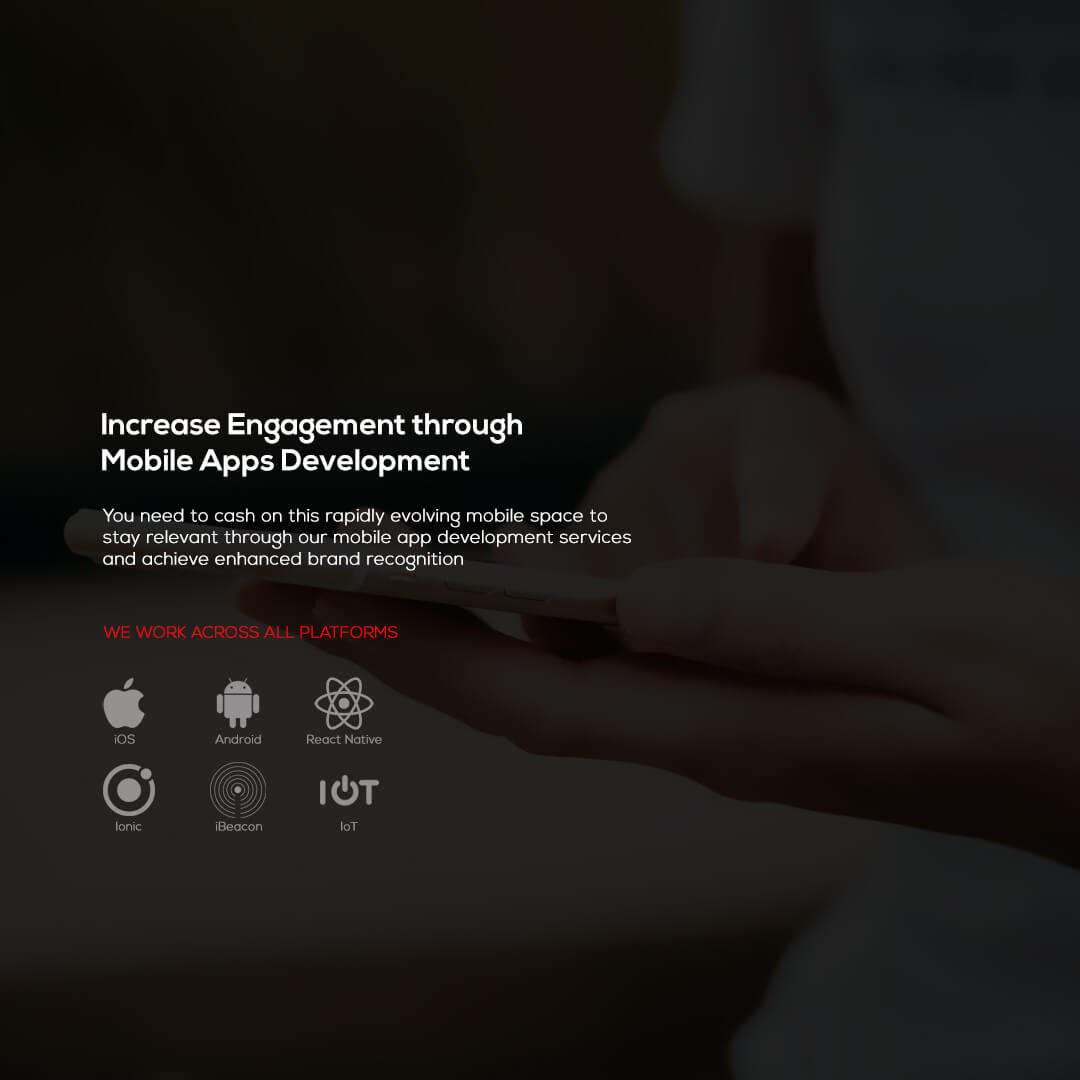 Increase Engagement through
Mobile Apps Development
You need to cash on this rapidly evolving mobile space to
stay relevant through our mobile app development services
and achieve enhanced brand recognition
WE WORK ACROSS ALL PLATFORMS
iOS
Android
React Native
Ionic
iBeacon
IOT
IoT